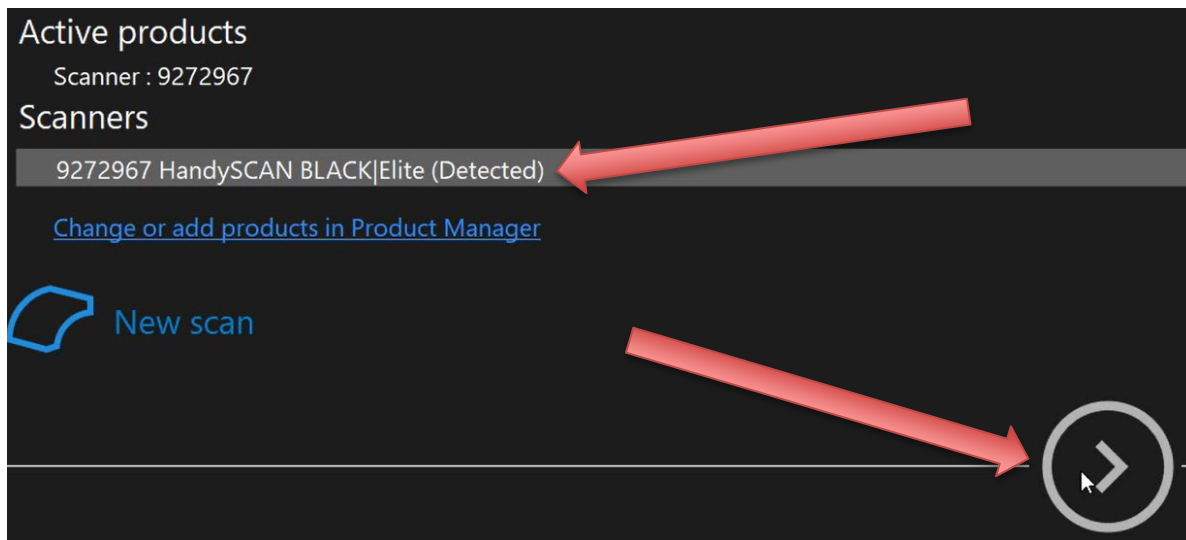 Active products
Scanner : 9272967
Scanners
9272967 HandySCAN BLACK|Elite (Detected)
Change or add products in Product Manager
New scan